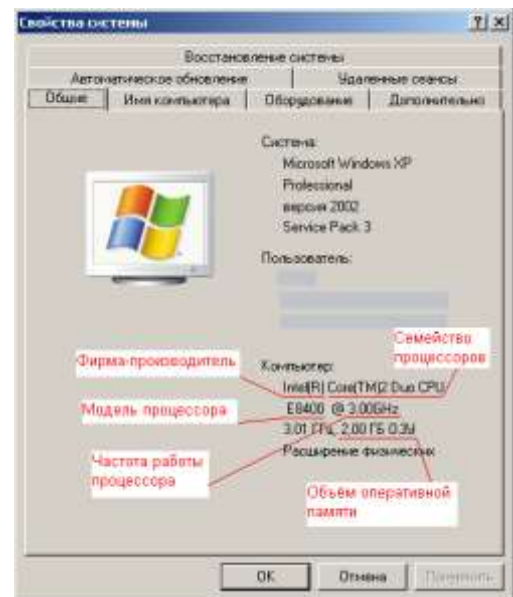 Свойства системы
Восстановление системы
Автоматическое обновление
Удаленные сеансы
Общие
Имя компьютера
Оборудование
Дополнительно
Система:
Microsoft Windows XP
Professional
версия 2002
Service Pack 3
Пользователь:
Семейство
процессоров
Фирма-производитель
Компьютер:
Intel(R) Core(TM)2 Duo CPU
Модель процессора
E8400 @ 3.00GHz
3.01 ГГц, 2,00 ГБ ОЗУ
Расширение физических
Частота работы
процессора
Объём оперативной
памяти
OK
Отмена
Применить